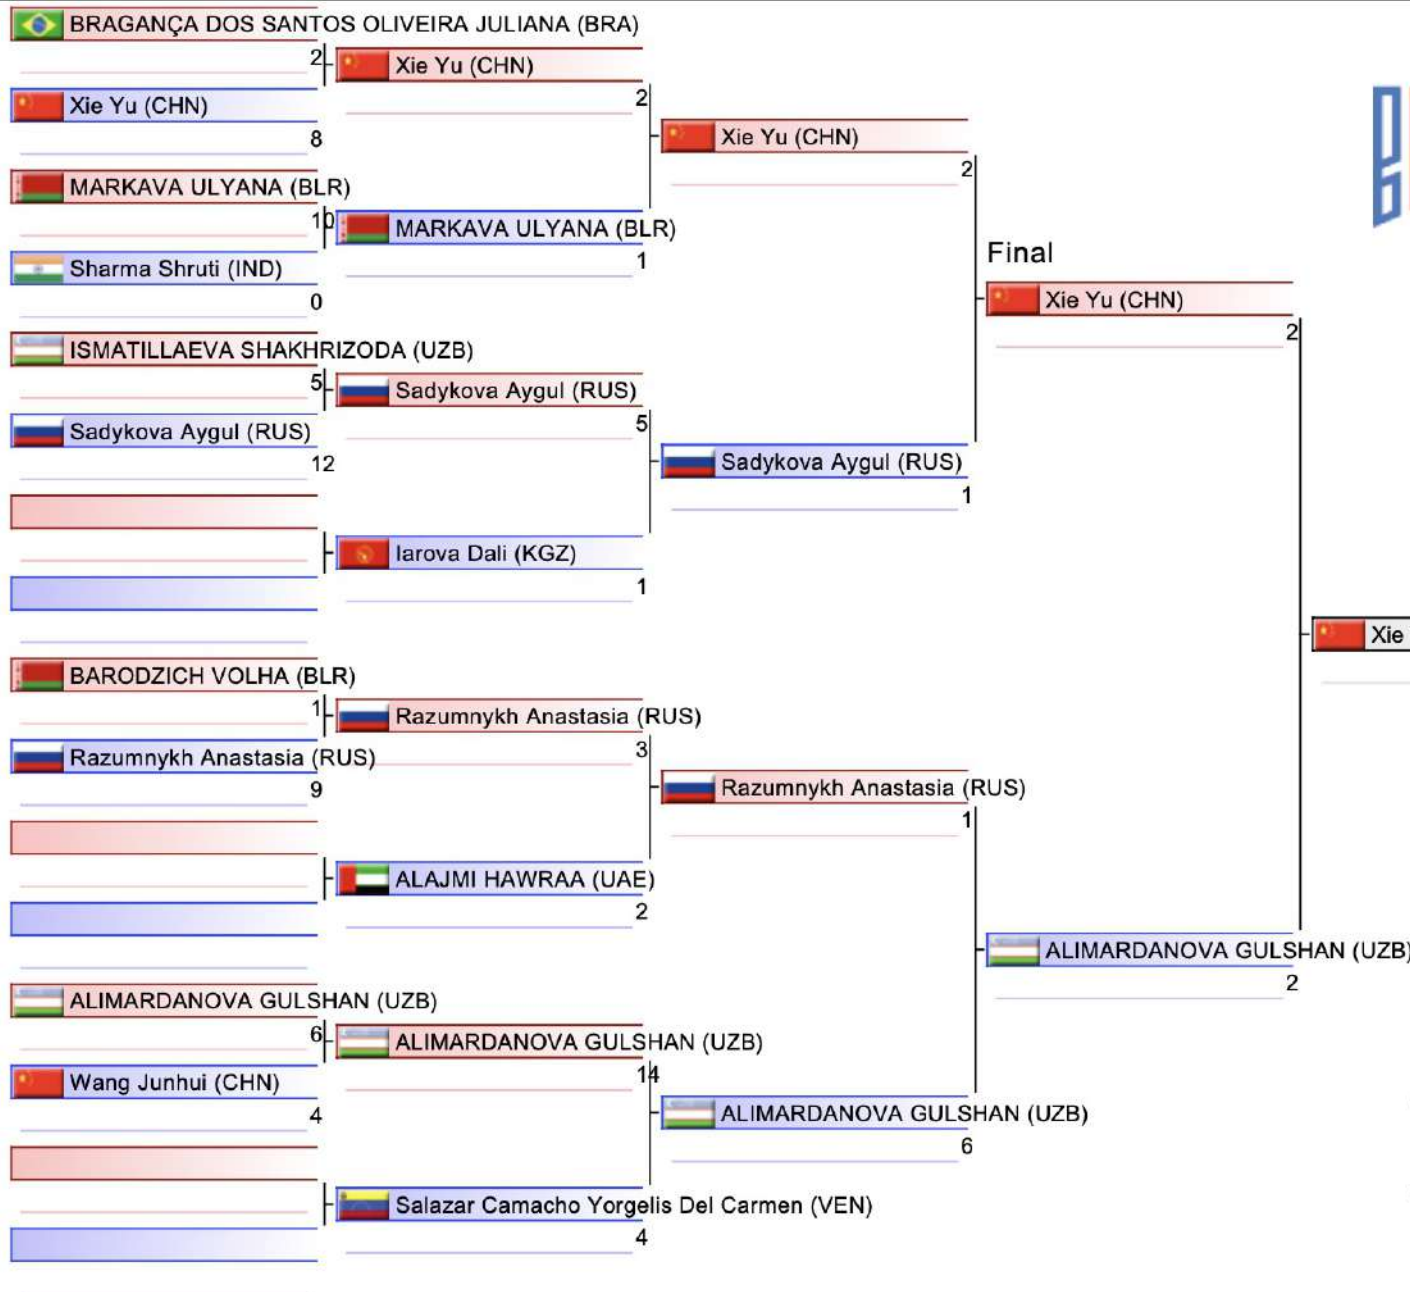 BRAGANÇA DOS SANTOS OLIVEIRA JULIANA (BRA)
2
Xie Yu (CHN)
8
MARKAVA ULYANA (BLR)
10
Sharma Shruti (IND)
0
ISMATILLAEVA SHAKHRIZODA (UZB)
5
Sadykova Aygul (RUS)
12
BARODZICH VOLHA (BLR)
1
Razumnykh Anastasia (RUS)
9
ALIMARDANOVA GULSHAN (UZB)
6
Wang Junhui (CHN)
4
Xie Yu (CHN)
2
MARKAVA ULYANA (BLR)
1
Sadykova Aygul (RUS)
5
Iarova Dali (KGZ)
1
Razumnykh Anastasia (RUS)
3
ALAJMI HAWRAA (UAE)
2
ALIMARDANOVA GULSHAN (UZB)
14
Salazar Camacho Yorgelis Del Carmen (VEN)
4
Xie Yu (CHN)
2
Sadykova Aygul (RUS)
1
Razumnykh Anastasia (RUS)
1
ALIMARDANOVA GULSHAN (UZB)
6
Final
Xie Yu (CHN)
2
ALIMARDANOVA GULSHAN (UZB)
2
Xie